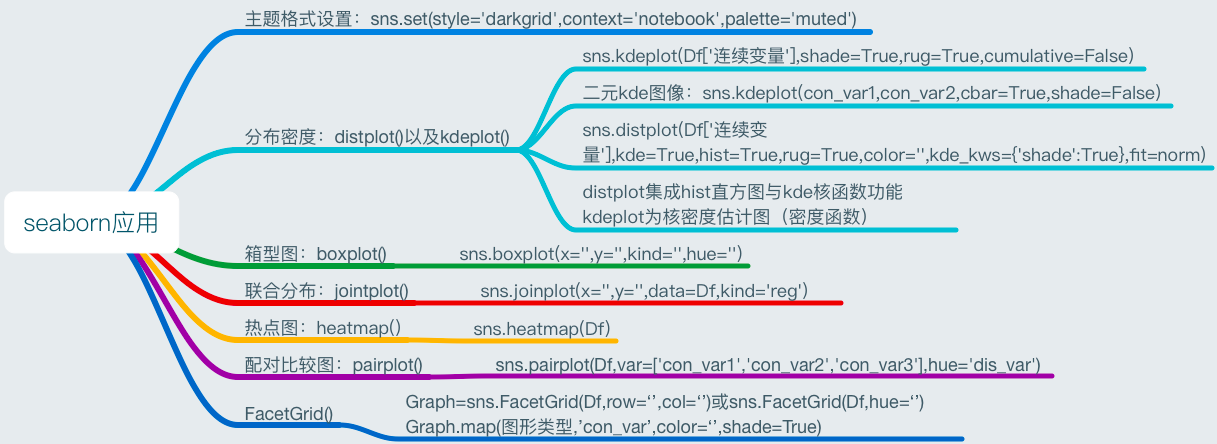 主题格式设置：sns.set(style='darkgrid',context='notebook',palette='muted')
sns.kdeplot(Df['连续变量'],shade=True,rug=True,cumulative=False)
二元kde图像：sns.kdeplot(con_var1,con_var2,cbar=True,shade=False)
分布密度：distplot()以及kdeplot()
sns.distplot(Df['连续变
量'],kde=True,hist=True,rug=True,color='',kde_kws={'shade':True},fit=norm)
distplot集成hist直方图与kde核函数功能
kdeplot为核密度估计图（密度函数）
seaborn应用
箱型图：boxplot() sns.boxplot(x='',y='',kind='',hue='')
联合分布：jointplot() sns.joinplot(x='',y='',data=Df,kind='reg')
热点图：heatmap() sns.heatmap(Df)
配对比较图：pairplot() sns.pairplot(Df,var=['con_var1','con_var2','con_var3'],hue='dis_var')
FacetGrid()
Graph=sns.FacetGrid(Df,row=‘’,col=‘’)或sns.FacetGrid(Df,hue=‘’)
Graph.map(图形类型,’con_var’,color=‘’,shade=True)